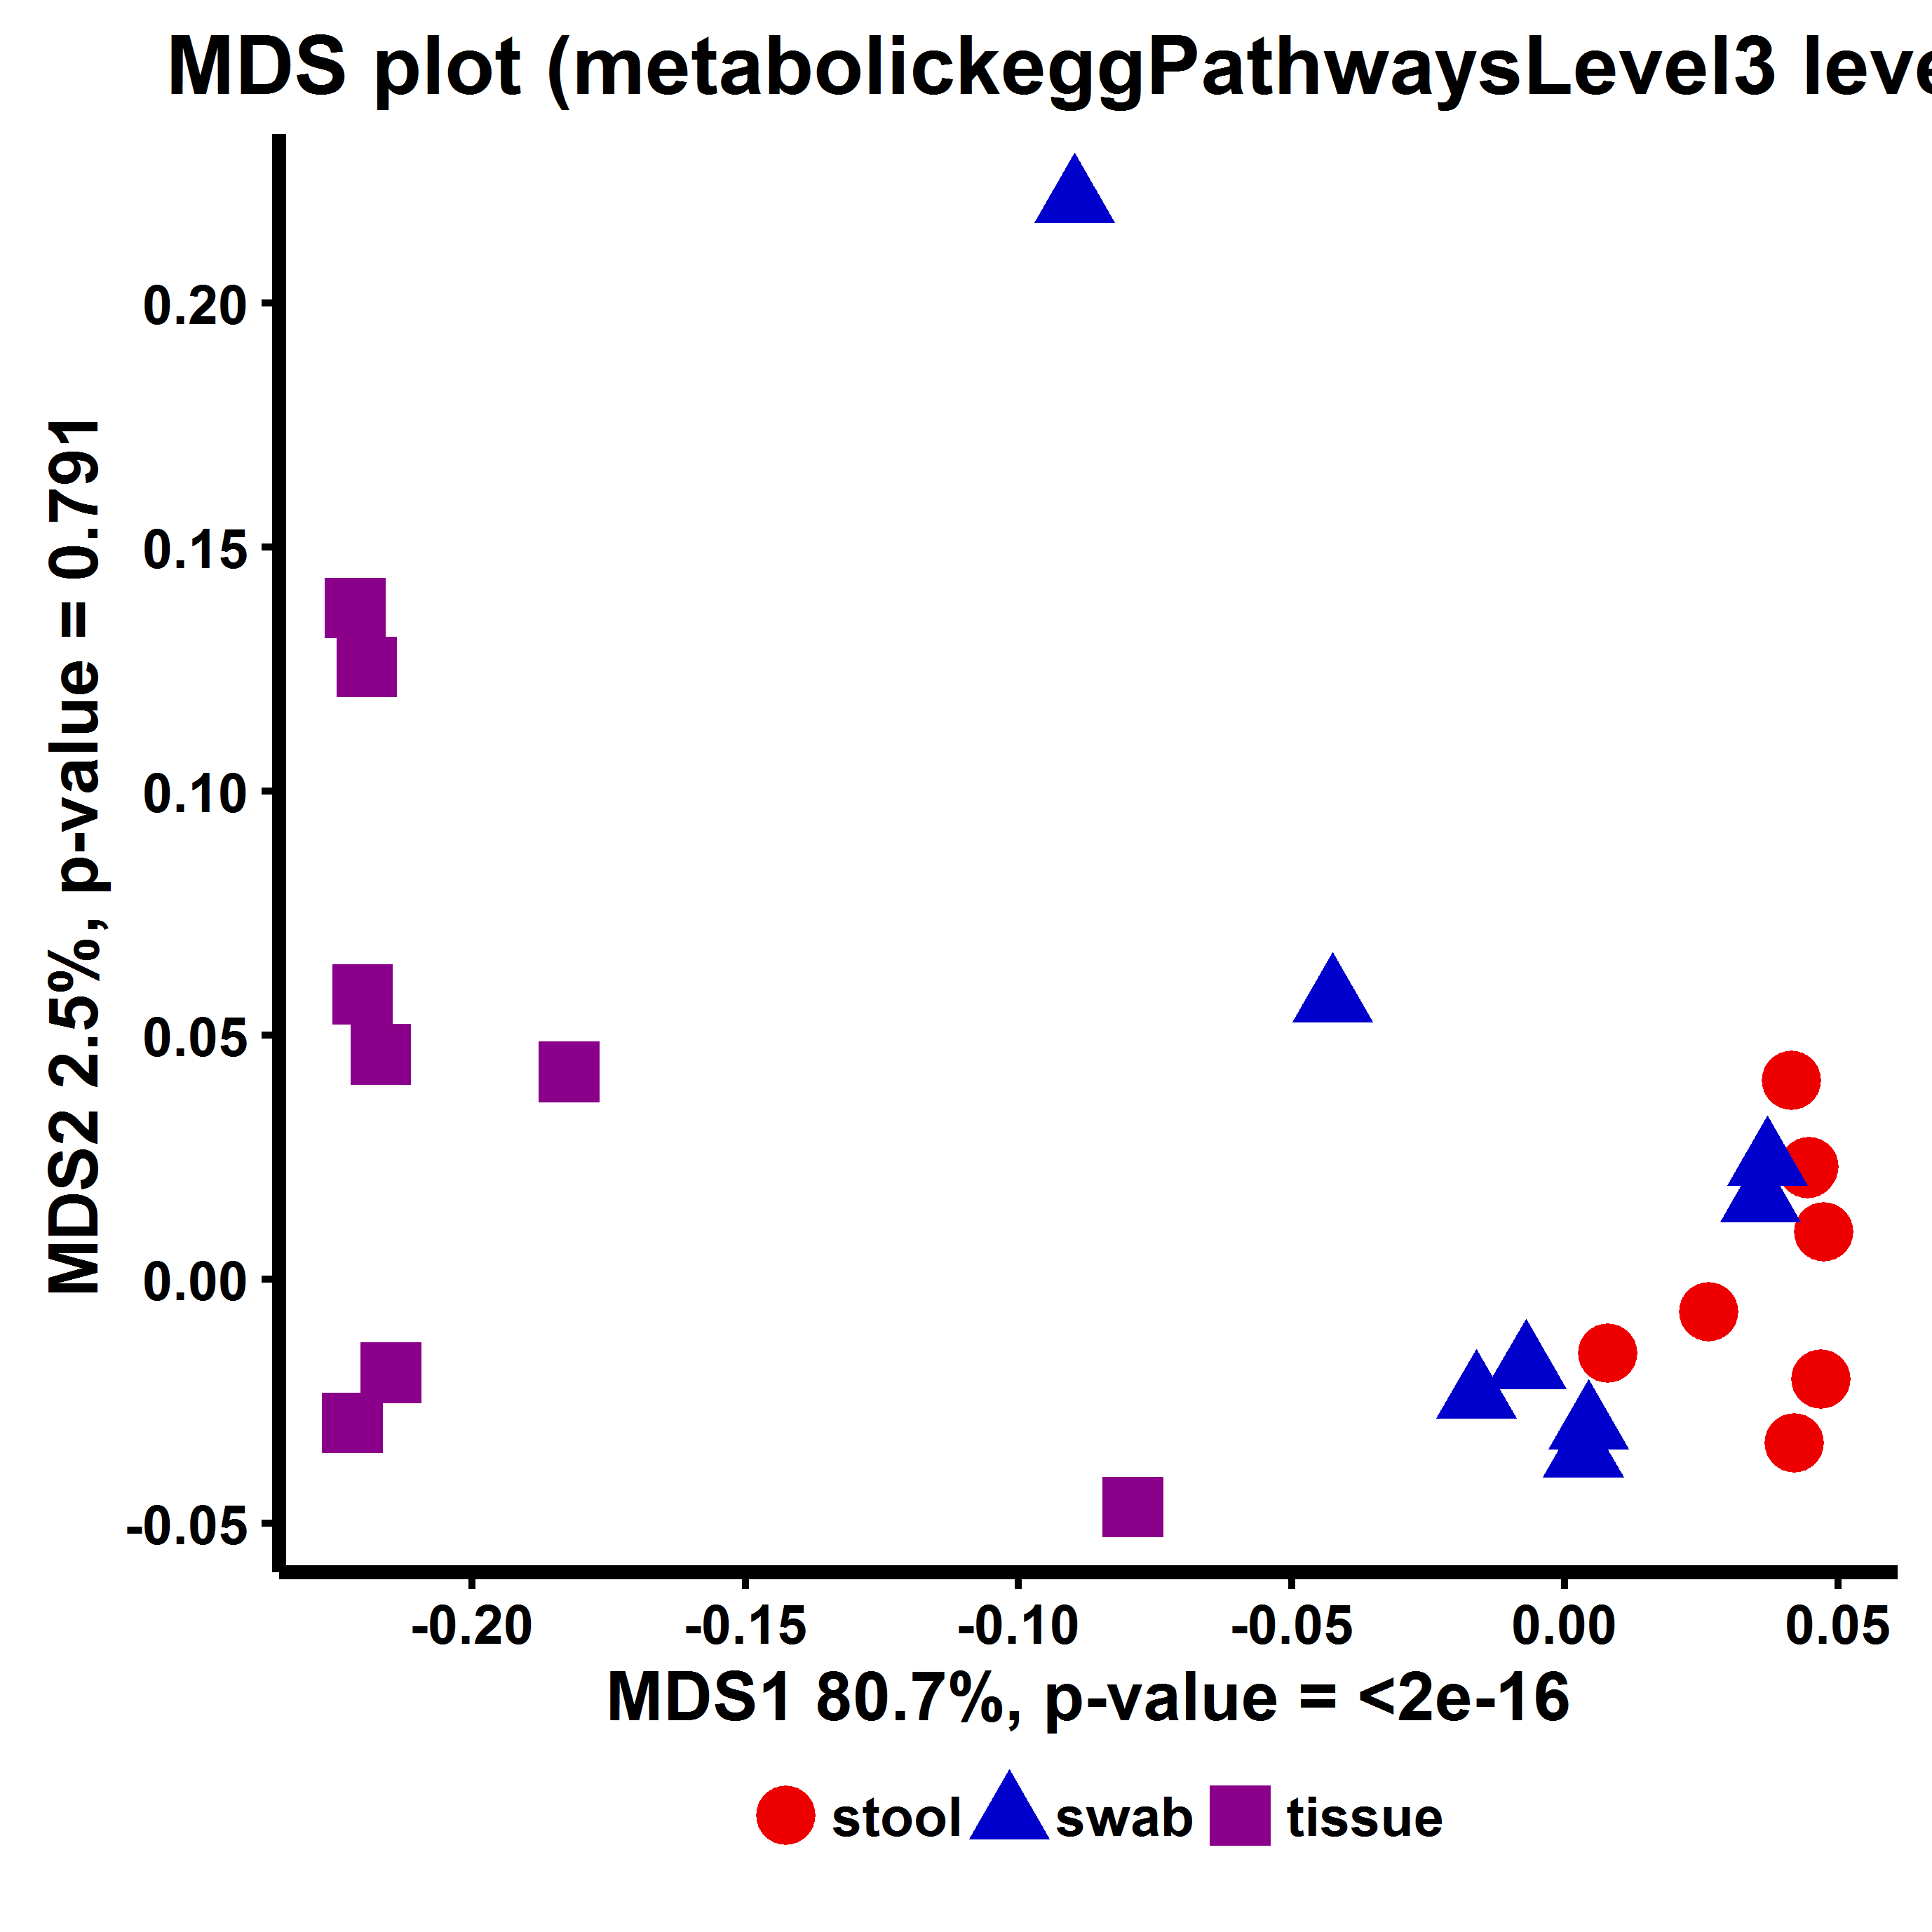 MDS plot (metabolickeggPathwaysLevel3 leve
MDS2 2.5%, p-value = 0.791
0.20
0.15
0.10
0.05
0.00
-0.05
-0.20 -0.15 -0.10 -0.05 0.00 0.05
MDS1 80.7%, p-value = <2e-16
stool swab tissue